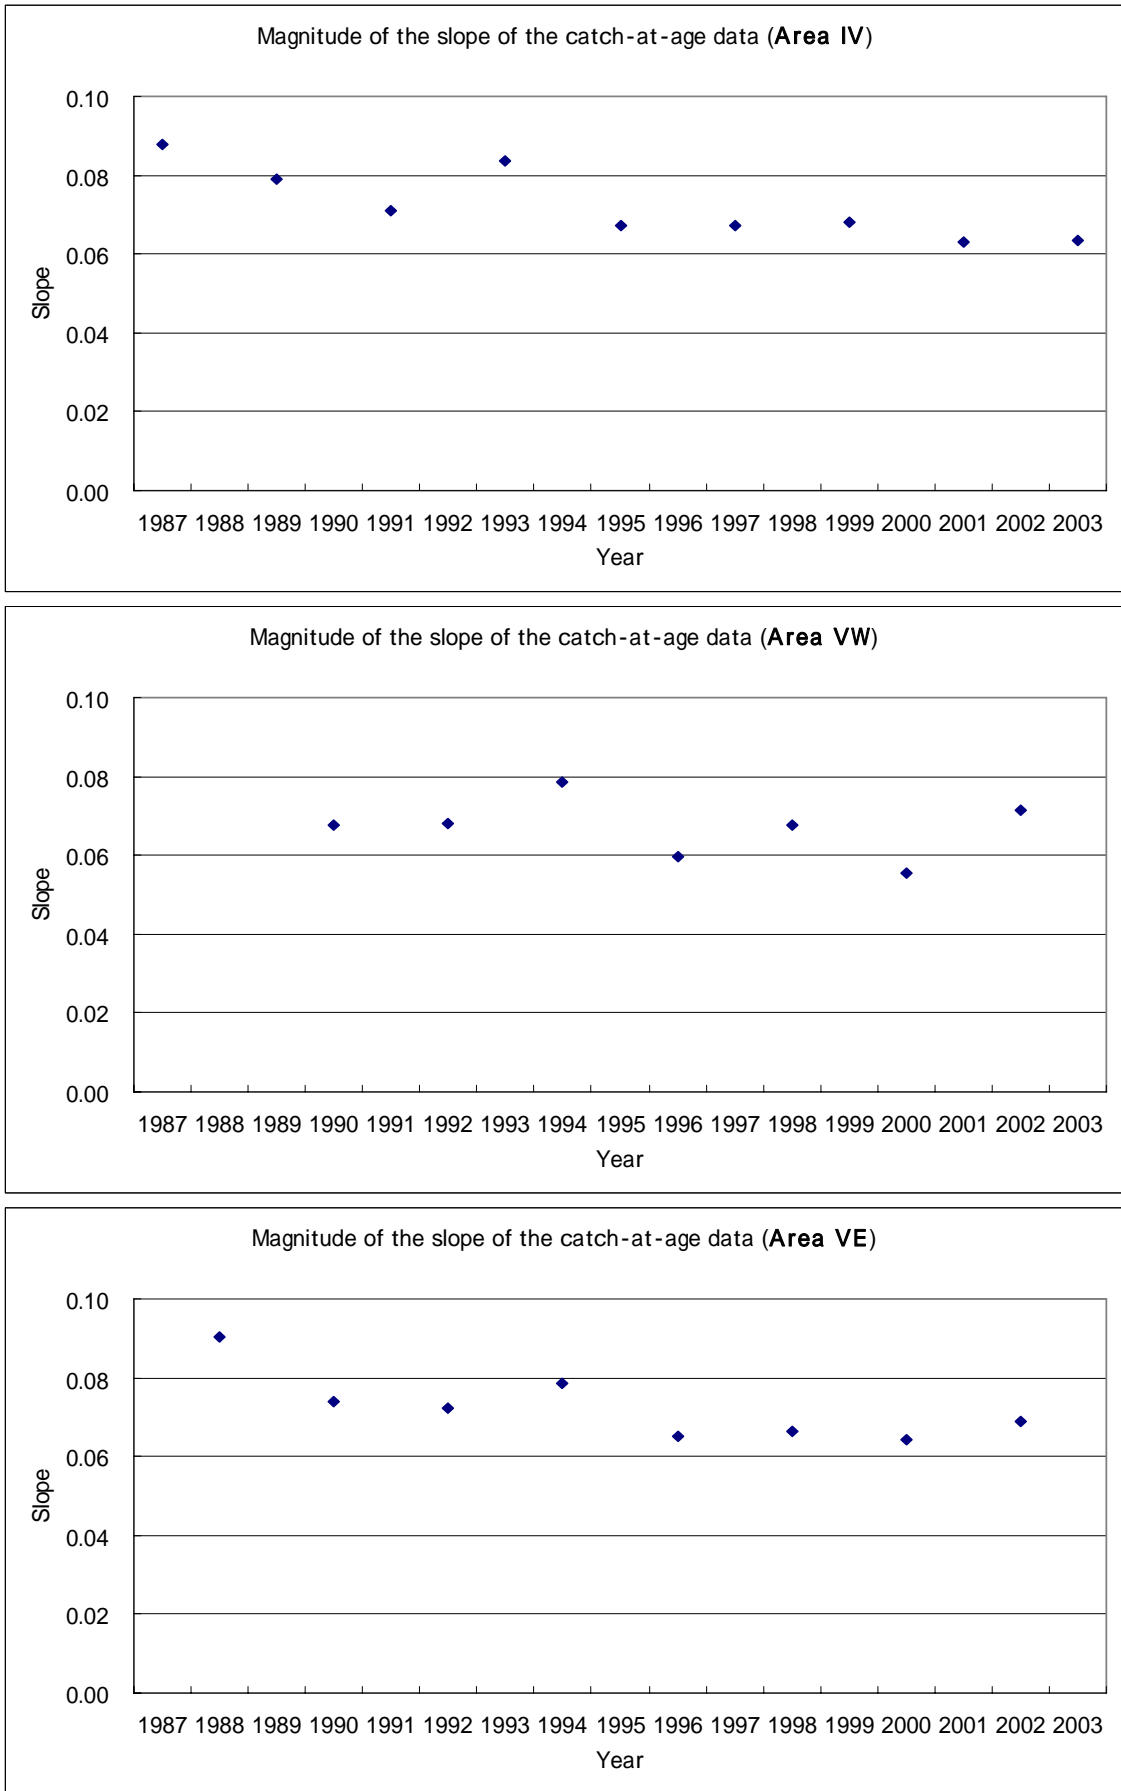 Magnitude of the slope of the catch-at-age data (Area IV)
0.10
0.08
0.06
0.04
0.02
0.00
Slope
1987 1988 1989 1990 1991 1992 1993 1994 1995 1996 1997 1998 1999 2000 2001 2002 2003
Year
Magnitude of the slope of the catch-at-age data (Area VW)
0.10
0.08
0.06
0.04
0.02
0.00
Slope
1987 1988 1989 1990 1991 1992 1993 1994 1995 1996 1997 1998 1999 2000 2001 2002 2003
Year
Magnitude of the slope of the catch-at-age data (Area VE)
0.10
0.08
0.06
0.04
0.02
0.00
Slope
1987 1988 1989 1990 1991 1992 1993 1994 1995 1996 1997 1998 1999 2000 2001 2002 2003
Year